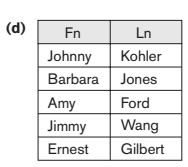 (d) Fn Ln
Johnny Kohler
Barbara Jones
Amy Ford
Jimmy Wang
Ernest Gilbert